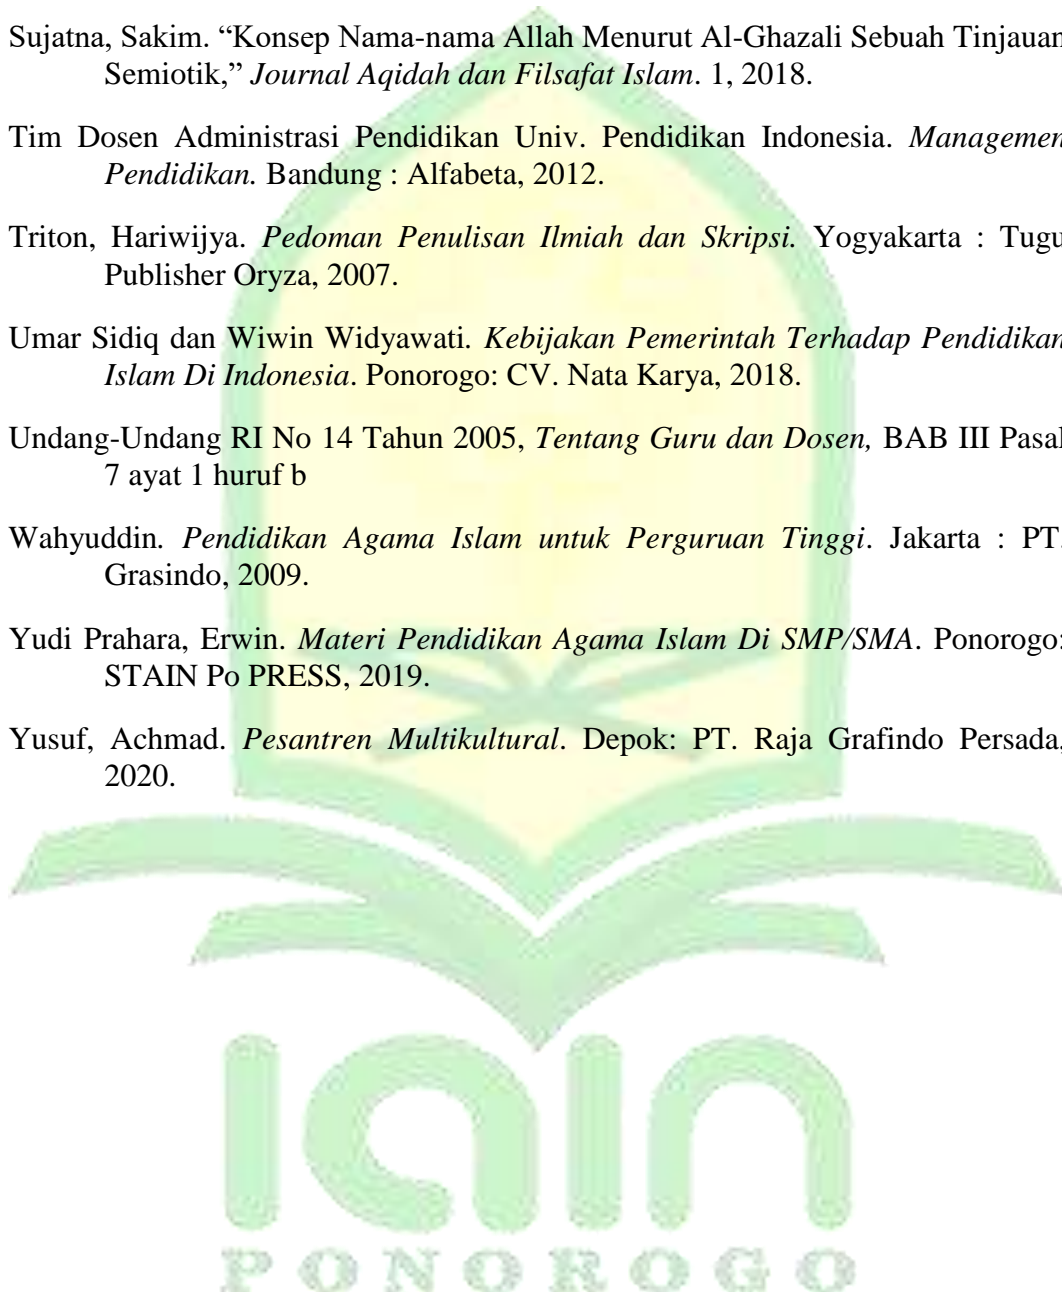 Sujatna, Sakim. “Konsep Nama-nama Allah Menurut Al-Ghazali Sebuah Tinjauan
Semiotik,” Journal Aqidah dan Filsafat Islam. 1, 2018.
Tim Dosen Administrasi Pendidikan Univ. Pendidikan Indonesia. Managemen
Pendidikan. Bandung : Alfabeta, 2012.
Triton, Hariwijya. Pedoman Penulisan Ilmiah dan Skripsi. Yogyakarta : Tugu
Publisher Oryza, 2007.
Umar Sidiq dan Wiwin Widyawati. Kebijakan Pemerintah Terhadap Pendidikan
Islam Di Indonesia. Ponorogo: CV. Nata Karya, 2018.
Undang-Undang RI No 14 Tahun 2005, Tentang Guru dan Dosen, BAB III Pasal
7 ayat 1 huruf b
Wahyuddin. Pendidikan Agama Islam untuk Perguruan Tinggi. Jakarta : PT.
Grasindo, 2009.
Yudi Prahara, Erwin. Materi Pendidikan Agama Islam Di SMP/SMA. Ponorogo:
STAIN Po PRESS, 2019.
Yusuf, Achmad. Pesantren Multikultural. Depok: PT. Raja Grafindo Persada,
2020.
iain
PONOROGO